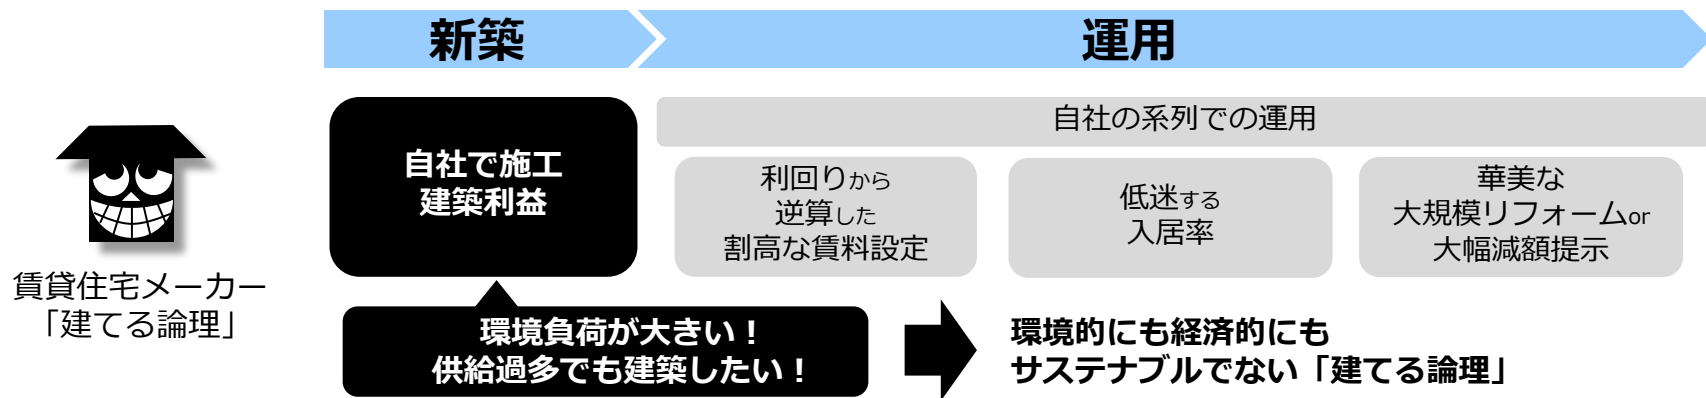 新築
運用
自社で施工
建築利益
自社の系列での運用
利回りから
逆算した
割高な賃料設定
低迷する
入居率
華美な
大規模リフォームor
大幅減額提示
賃貸住宅メーカー
「建てる論理」
環境負荷が大きい！
供給過多でも建築したい！
環境的にも経済的にも
サステナブルでない「建てる論理」